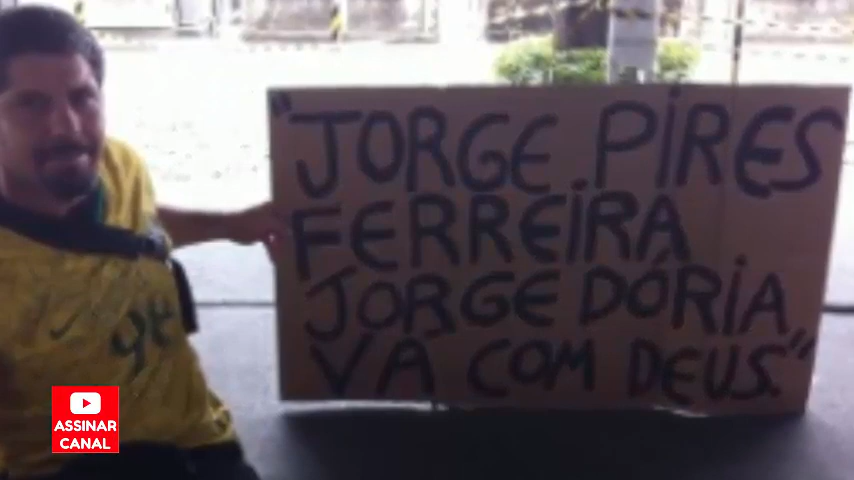 "JORGE PIRES
FERREIRA
JORGE DÓRIA
VÁ COM DEUS."
ASSINAR
CANAL